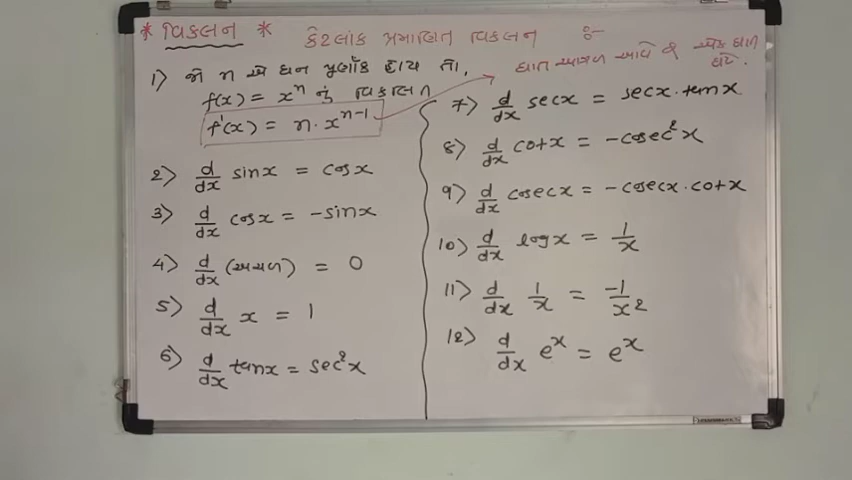 * વિકલન * કેટલાંક પ્રમાણિત વિકલન :-
1) જો n એ ધન પૂર્ણાંક હોય તો,
f(x) = xⁿ નું વિકલન
f'(x) = n · xⁿ⁻¹
ઘાત આગળ આવે ને એક ઘાત
ઘટે.
2) d/dx sinx = cosx
3) d/dx cosx = -sinx
4) d/dx (અચળ) = 0
5) d/dx x = 1
6) d/dx tanx = sec²x
7) d/dx secx = secx · tanx
8) d/dx cotx = -cosec²x
9) d/dx cosecx = -cosecx · cotx
10) d/dx logx = 1/x
11) d/dx 1/x = -1/x²
12) d/dx eˣ = eˣ